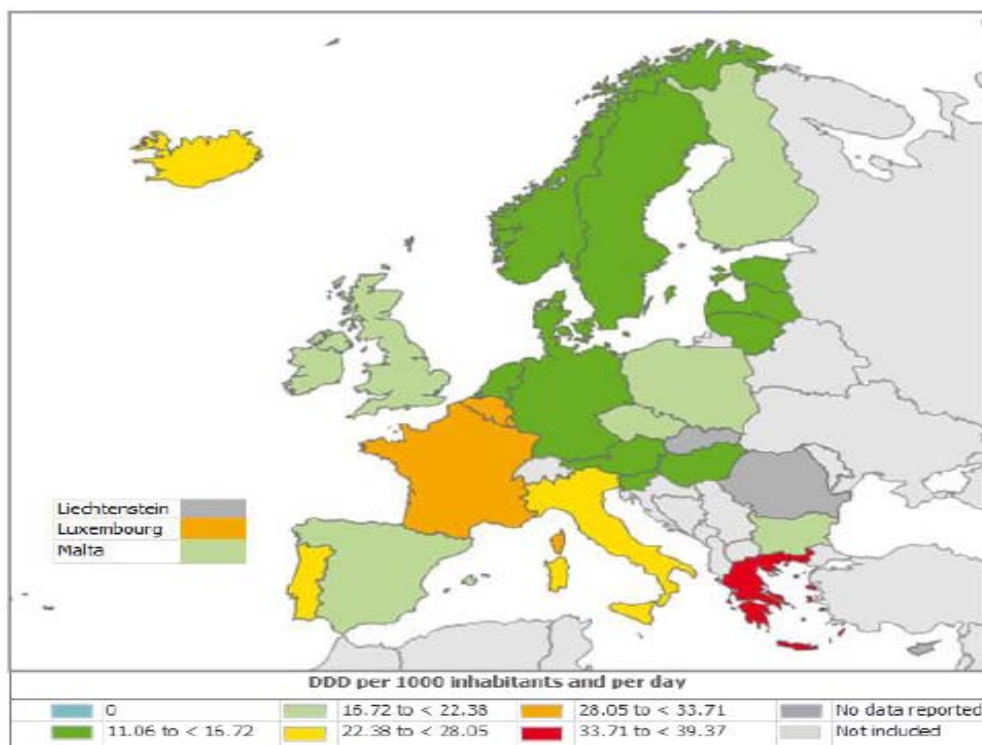 Liechtenstein
Luxembourg
Malta
DDD per 1000 inhabitants and per day
0
16.72 to < 22.38
28.05 to < 33.71
No data reported
11.06 to < 16.72
22.38 to < 28.05
33.71 to < 39.37
Not included